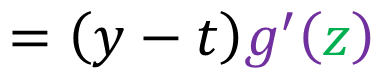 = (y − t)g′(z)